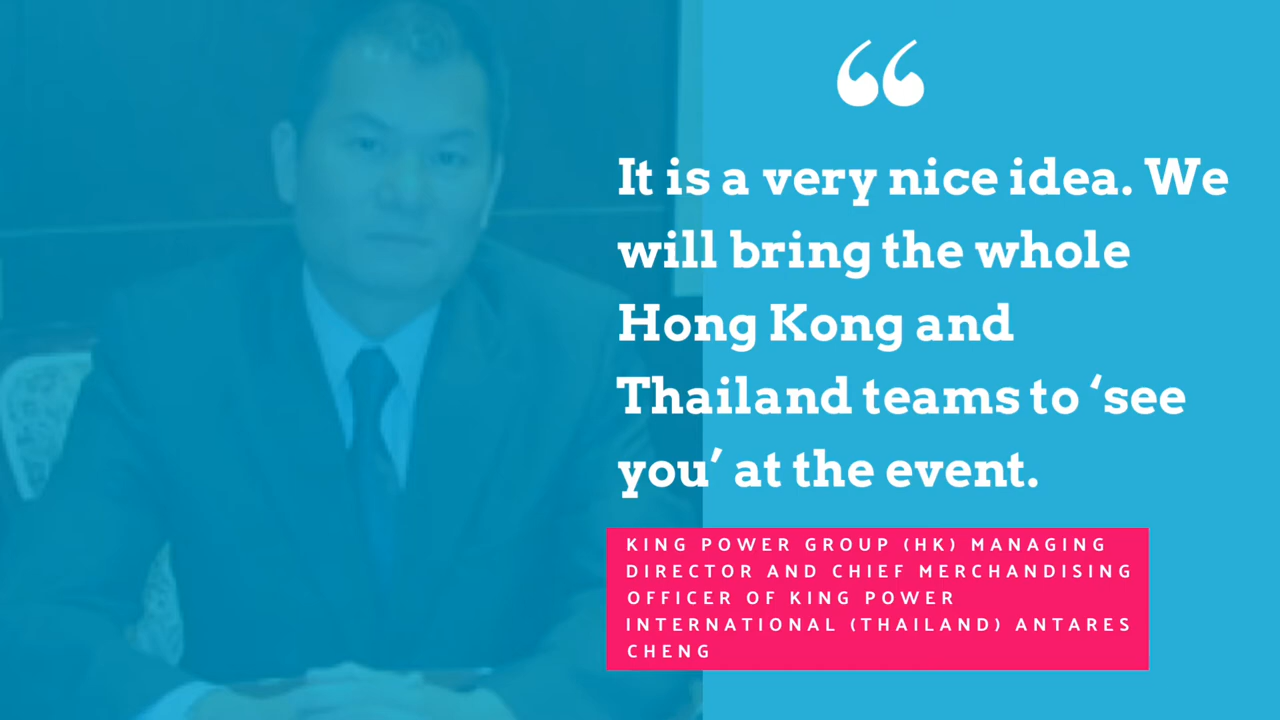 “
It is a very nice idea. We
will bring the whole
Hong Kong and
Thailand teams to ‘see
you’ at the event.
KING POWER GROUP (HK) MANAGING
DIRECTOR AND CHIEF MERCHANDISING
OFFICER OF KING POWER
INTERNATIONAL (THAILAND) ANTARES
CHENG